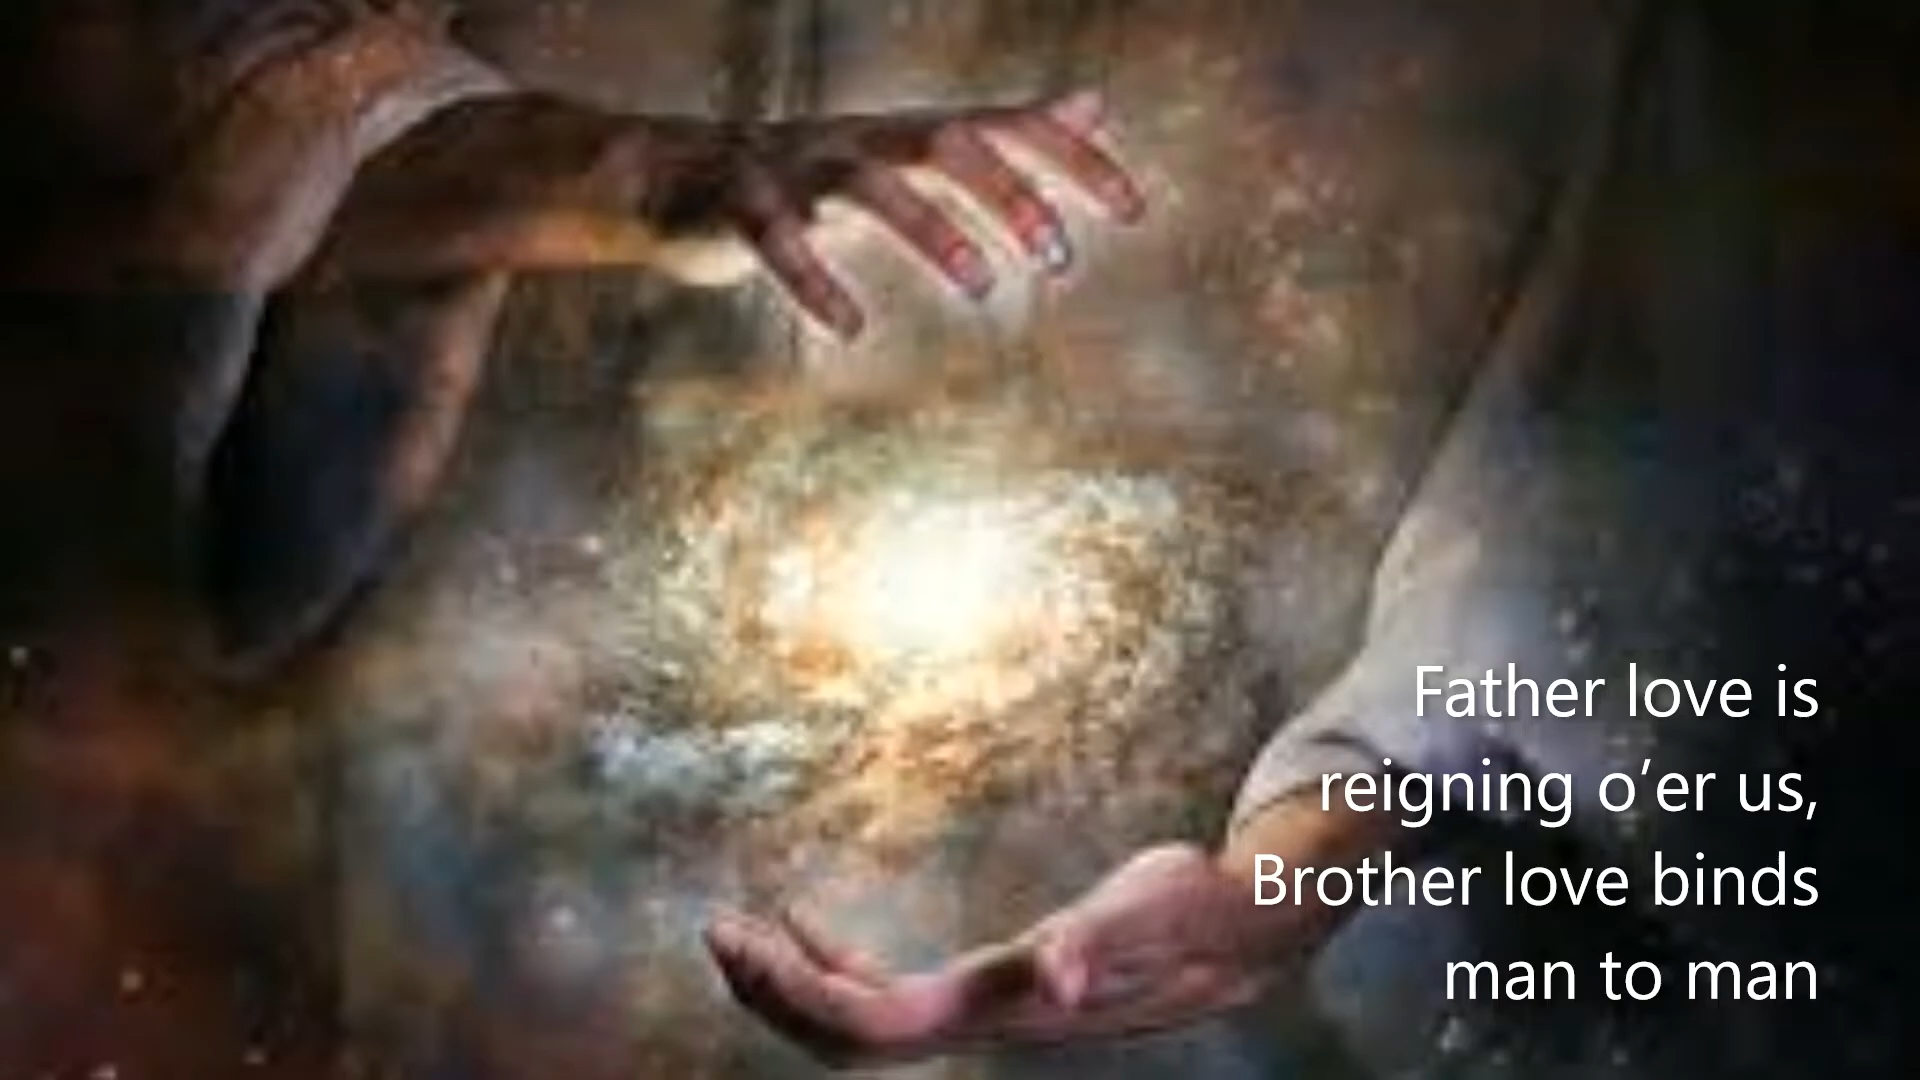 Father love is
reigning o’er us,
Brother love binds
man to man